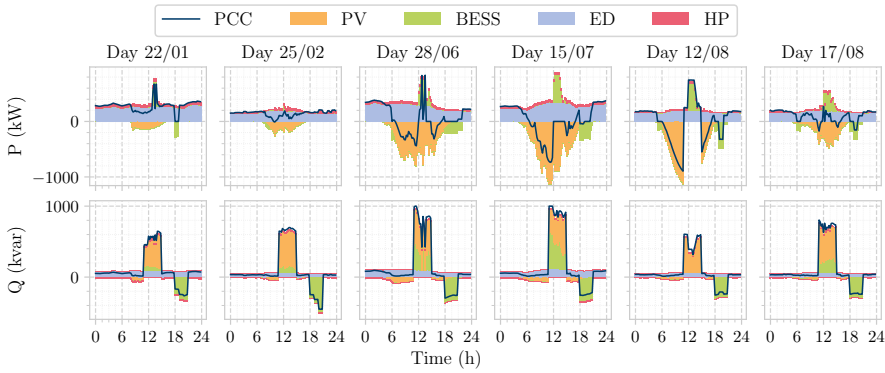 PCC PV BESS ED HP
Day 22/01 Day 25/02 Day 28/06 Day 15/07 Day 12/08 Day 17/08
P (kW)
0
−1000
Q (kvar)
1000
0
0 6 12 18 24 0 6 12 18 24 0 6 12 18 24 0 6 12 18 24 0 6 12 18 24 0 6 12 18 24
Time (h)